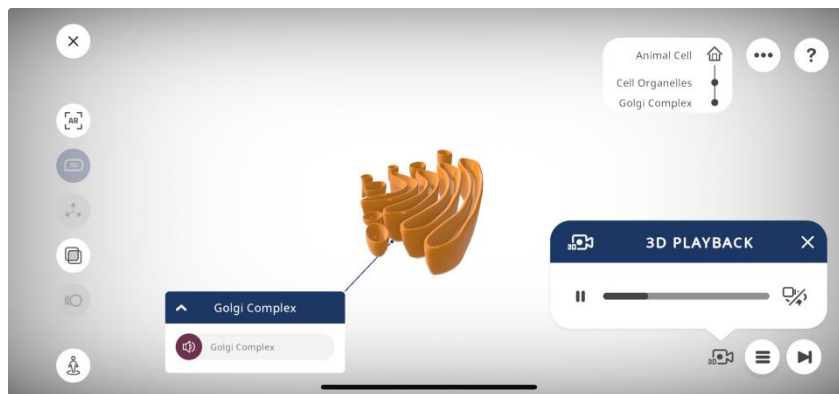 Animal Cell
Cell Organelles
Golgi Complex
?
AR
3D
3D PLAYBACK
Golgi Complex
Golgi Complex
3D